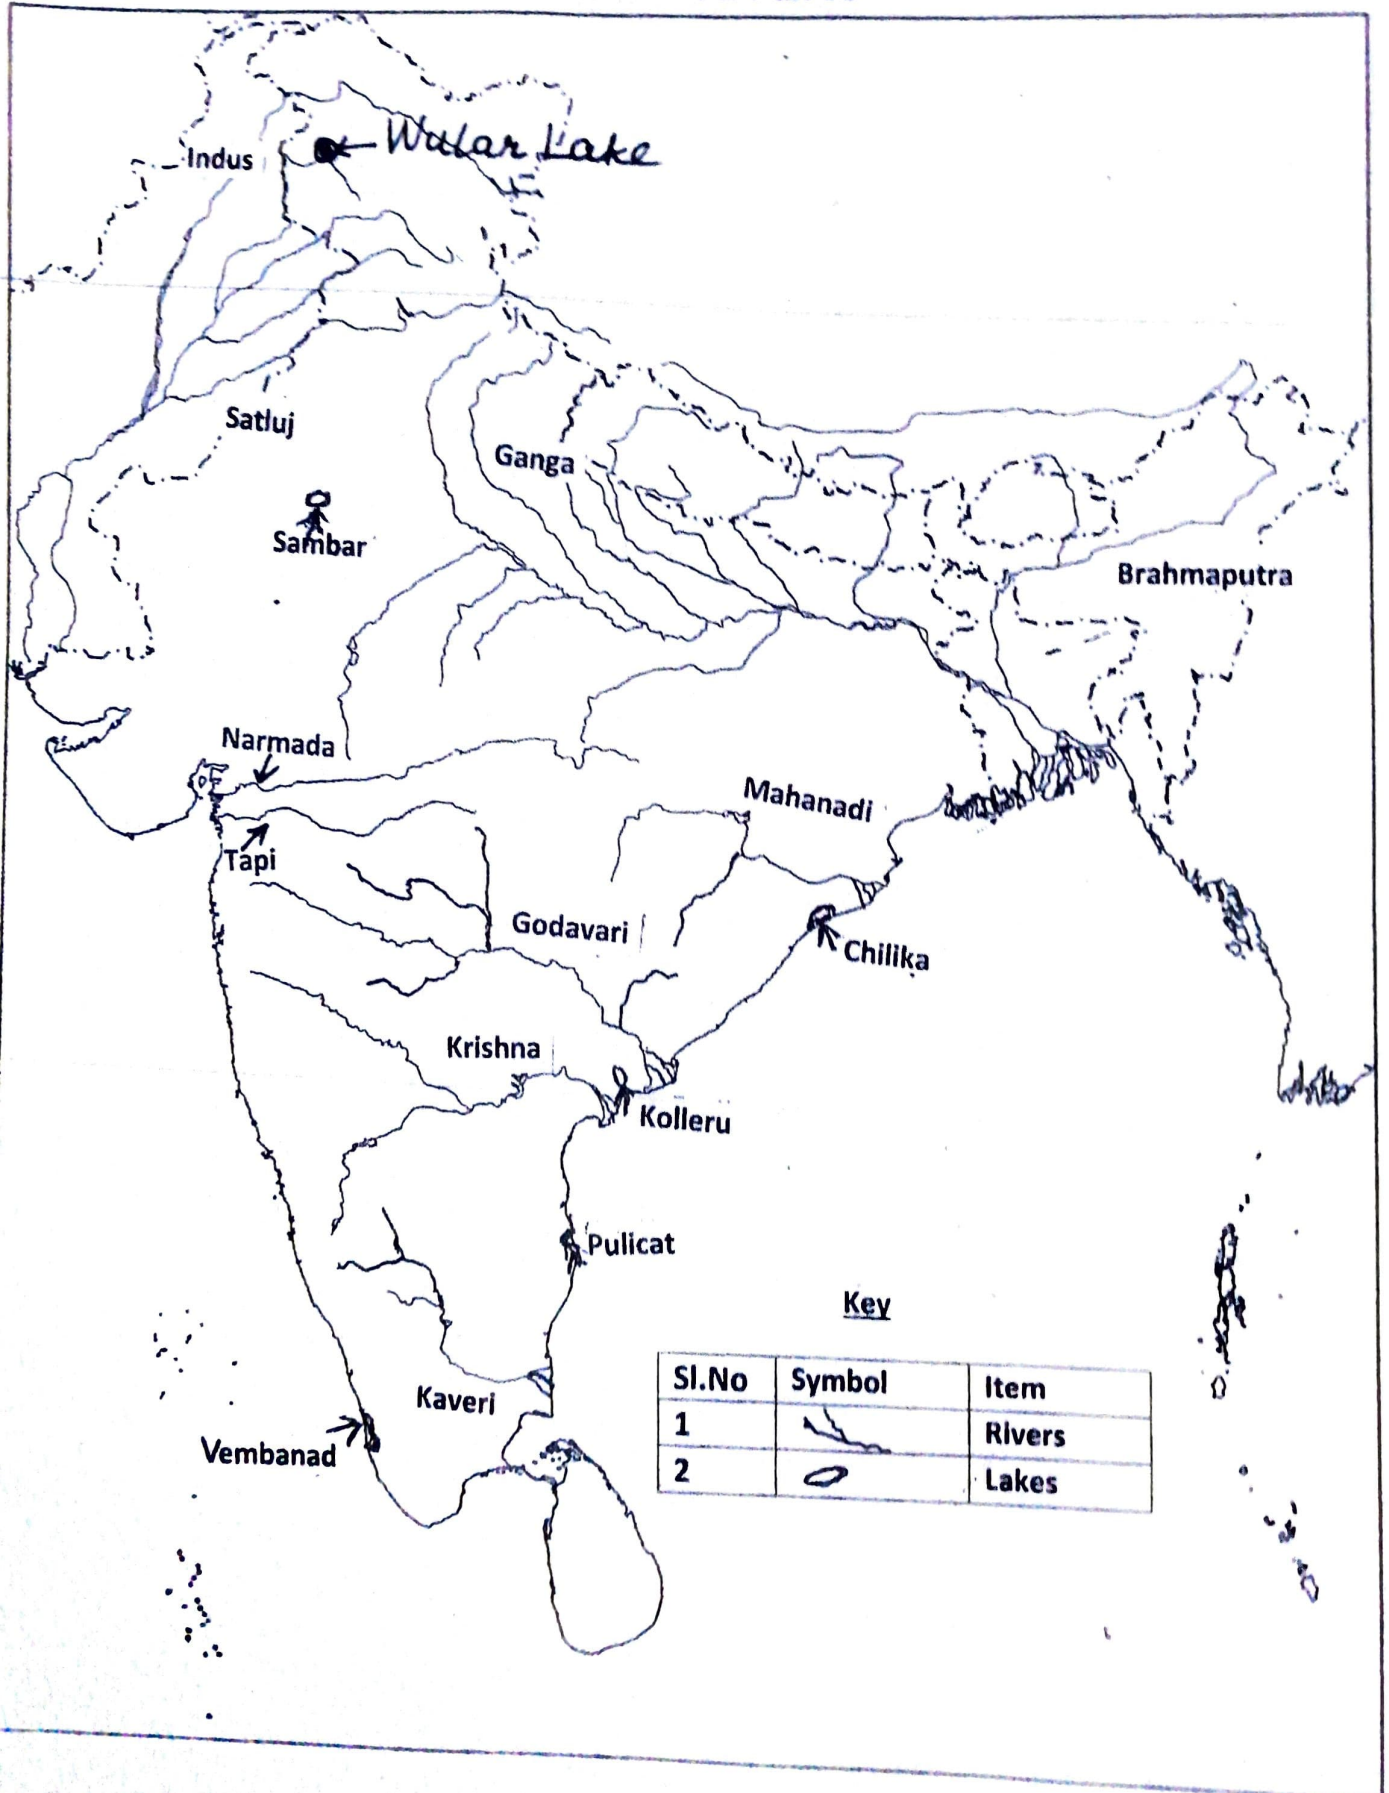 Wular Lake
Indus
Satluj
Ganga
Sambar
Brahmaputra
Narmada
Mahanadi
Tapi
Godavari
Chilika
Krishna
Kolleru
Pulicat
Key
Sl.No Symbol Item
1 Rivers
2 Lakes
Kaveri
Vembanad